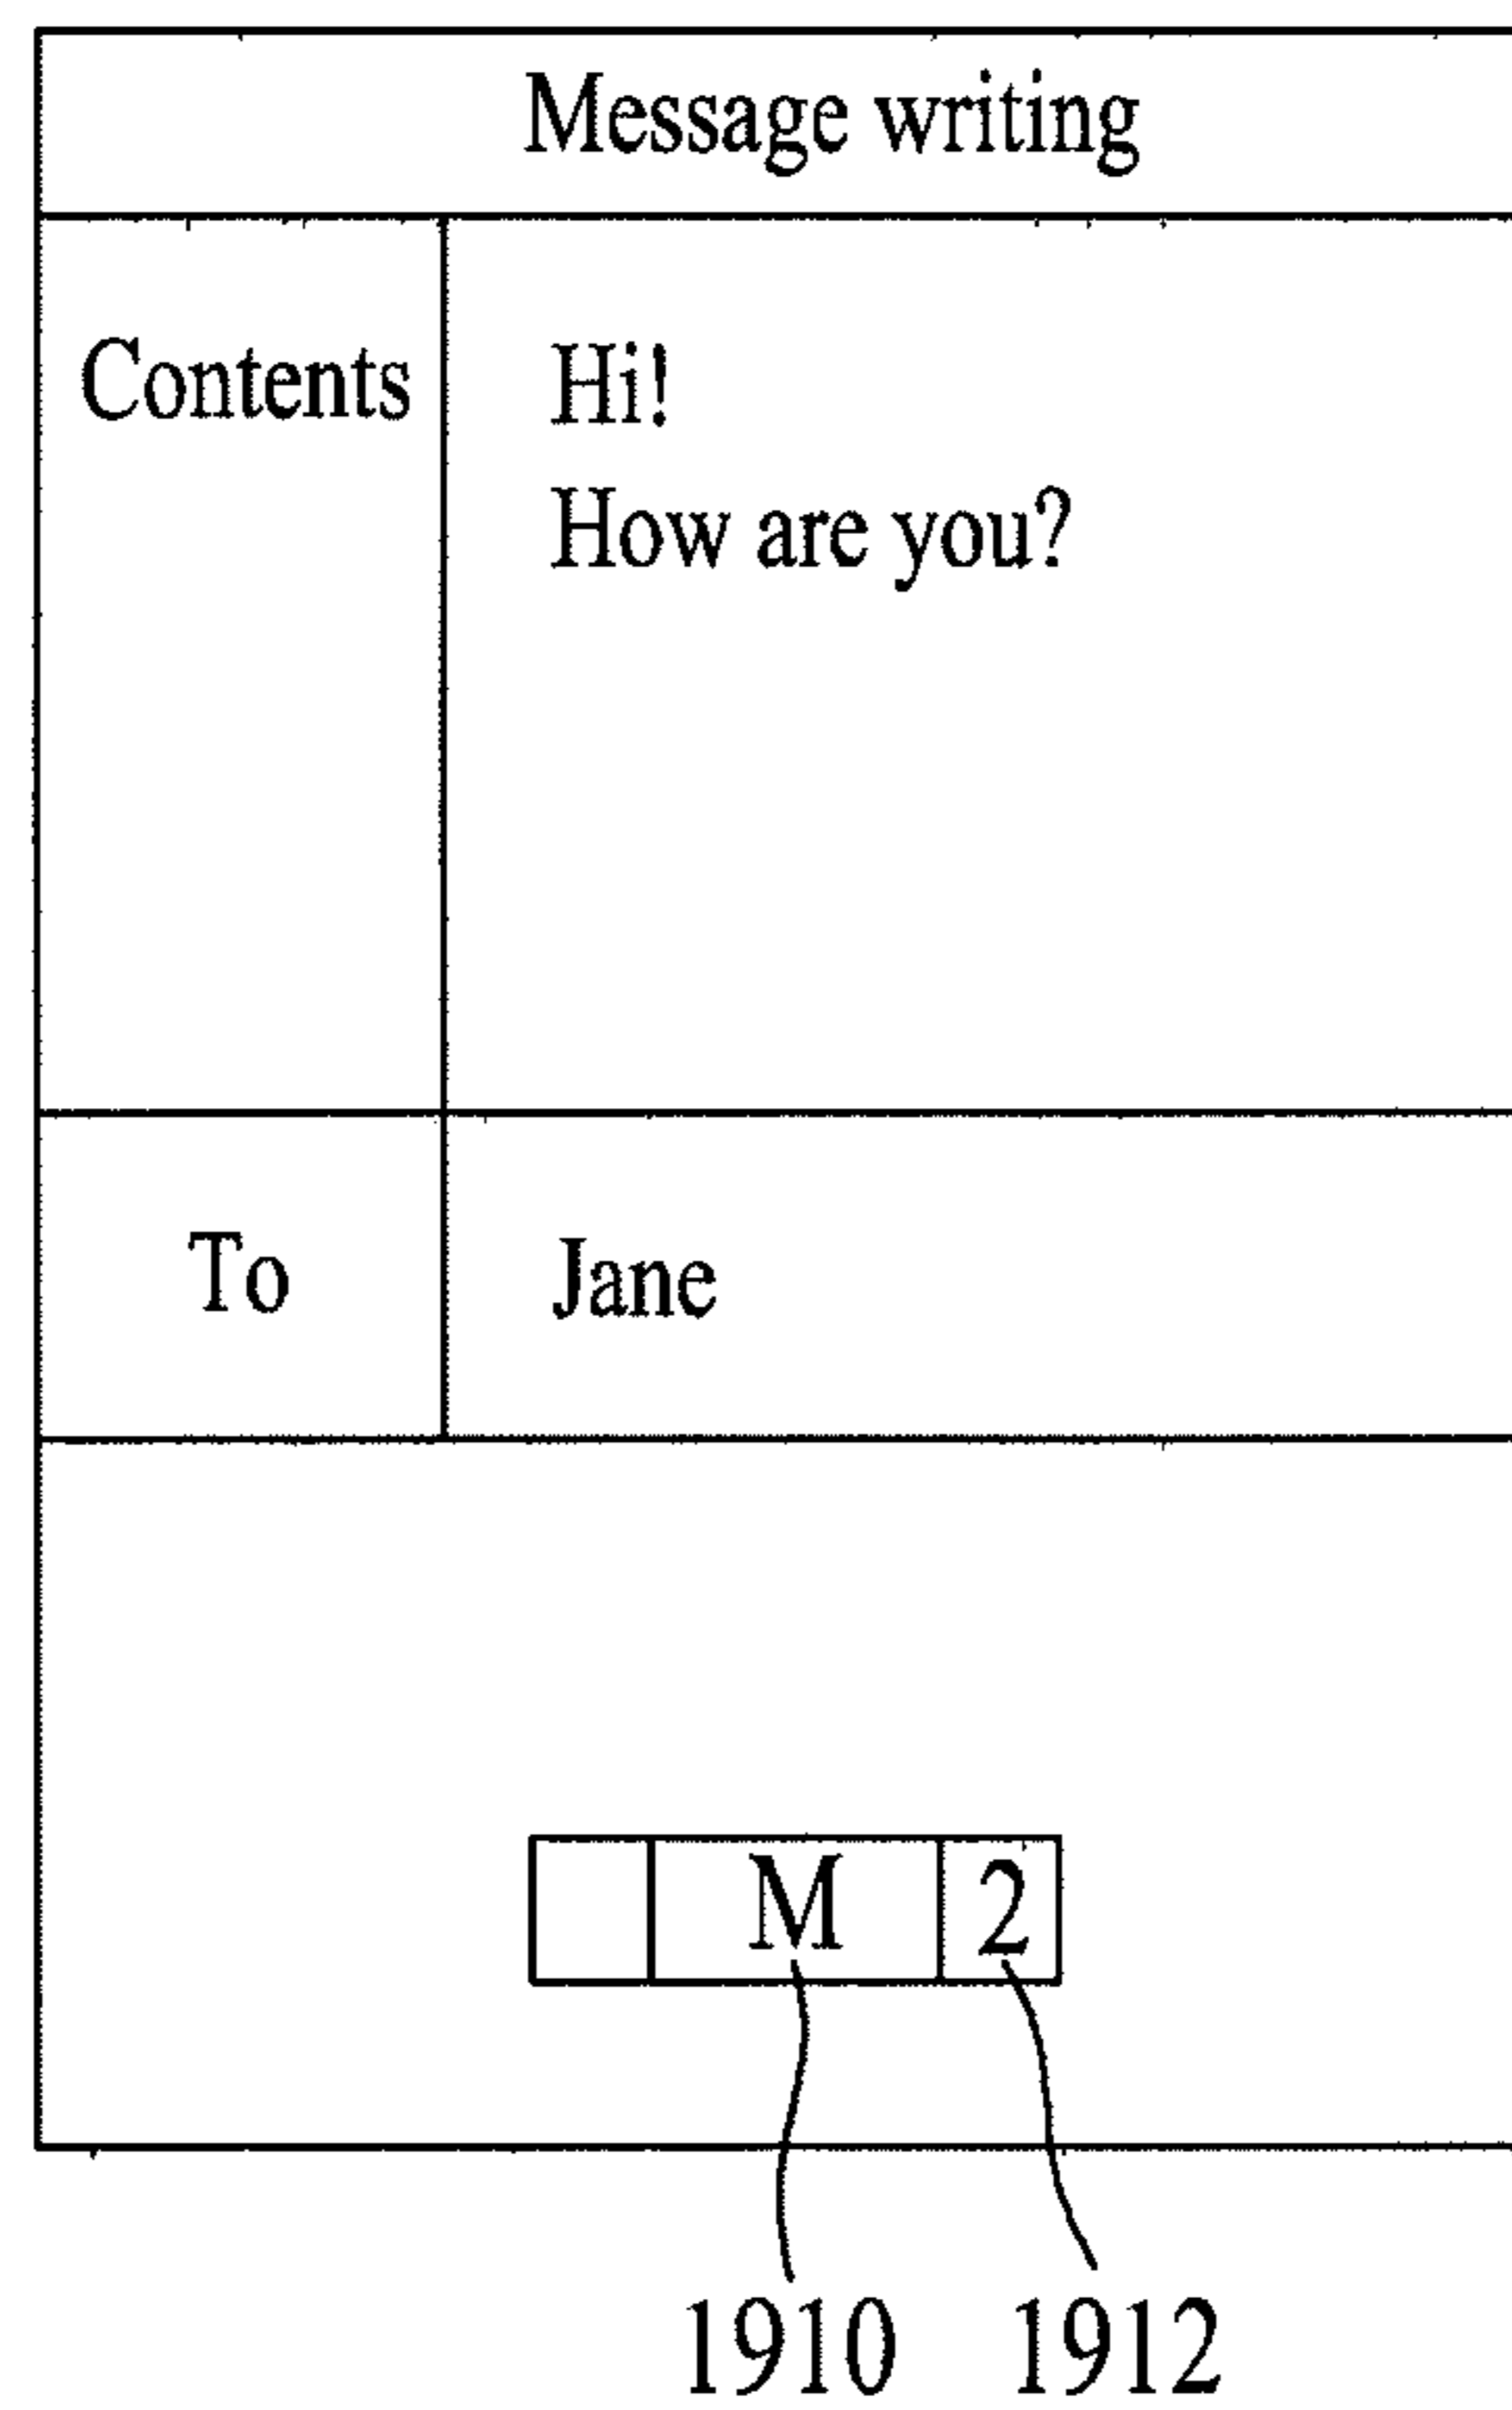 Message writing
Contents
Hi!
How are you?
To
Jane
M
2
1910
1912